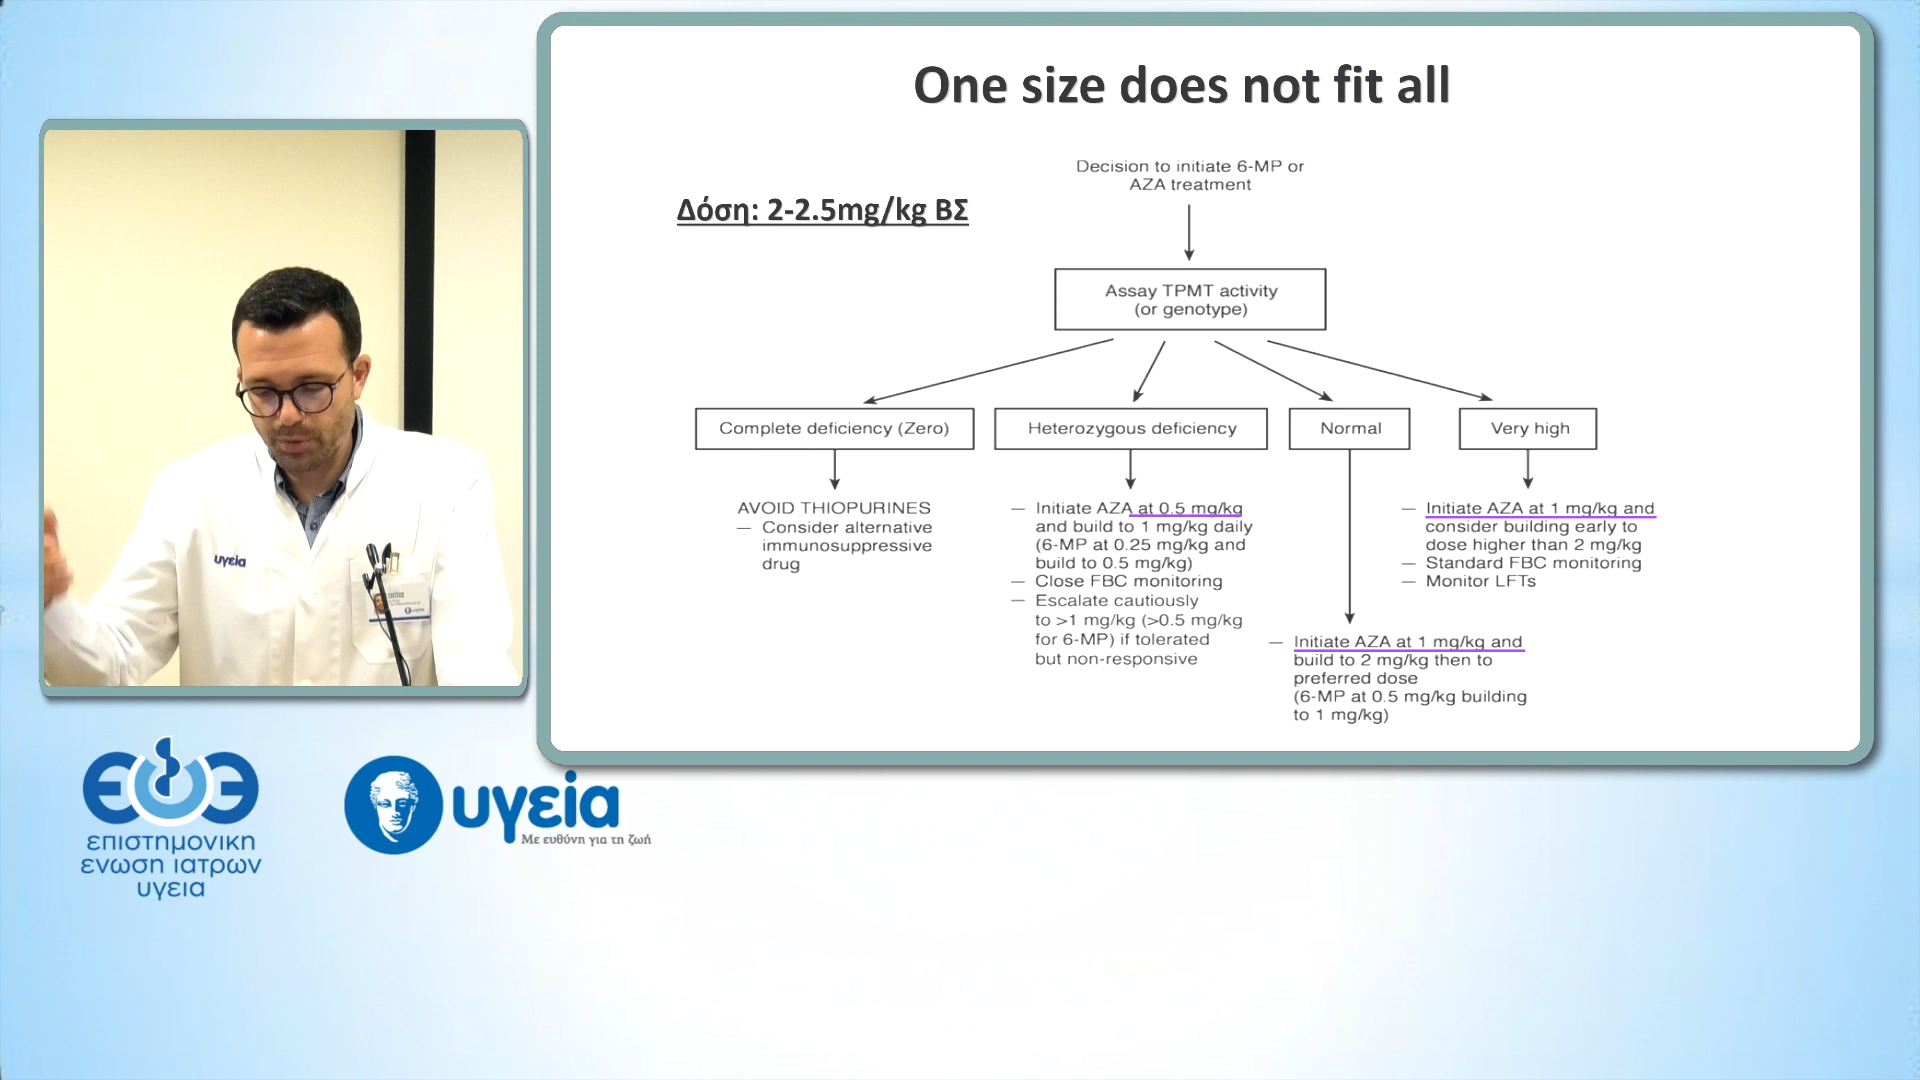 One size does not fit all
Δόση: 2-2.5mg/kg ΒΣ
Decision to initiate 6-MP or
AZA treatment
Assay TPMT activity
(or genotype)
Complete deficiency (Zero)
Heterozygous deficiency
Normal
Very high
AVOID THIOPURINES
— Consider alternative
immunosuppressive
drug
— Initiate AZA at 0.5 mg/kg
and build to 1 mg/kg daily
(6-MP at 0.25 mg/kg and
build to 0.5 mg/kg)
— Close FBC monitoring
— Escalate cautiously
to >1 mg/kg (>0.5 mg/kg
for 6-MP) if tolerated
but non-responsive
— Initiate AZA at 1 mg/kg and
build to 2 mg/kg then to
preferred dose
(6-MP at 0.5 mg/kg building
to 1 mg/kg)
— Initiate AZA at 1 mg/kg and
consider building early to
dose higher than 2 mg/kg
— Standard FBC monitoring
— Monitor LFTs
υγεία
υγεία
επιστημονικη
ενωση ιατρων
υγεια
υγεία
Με ευθύνη για τη ζωή